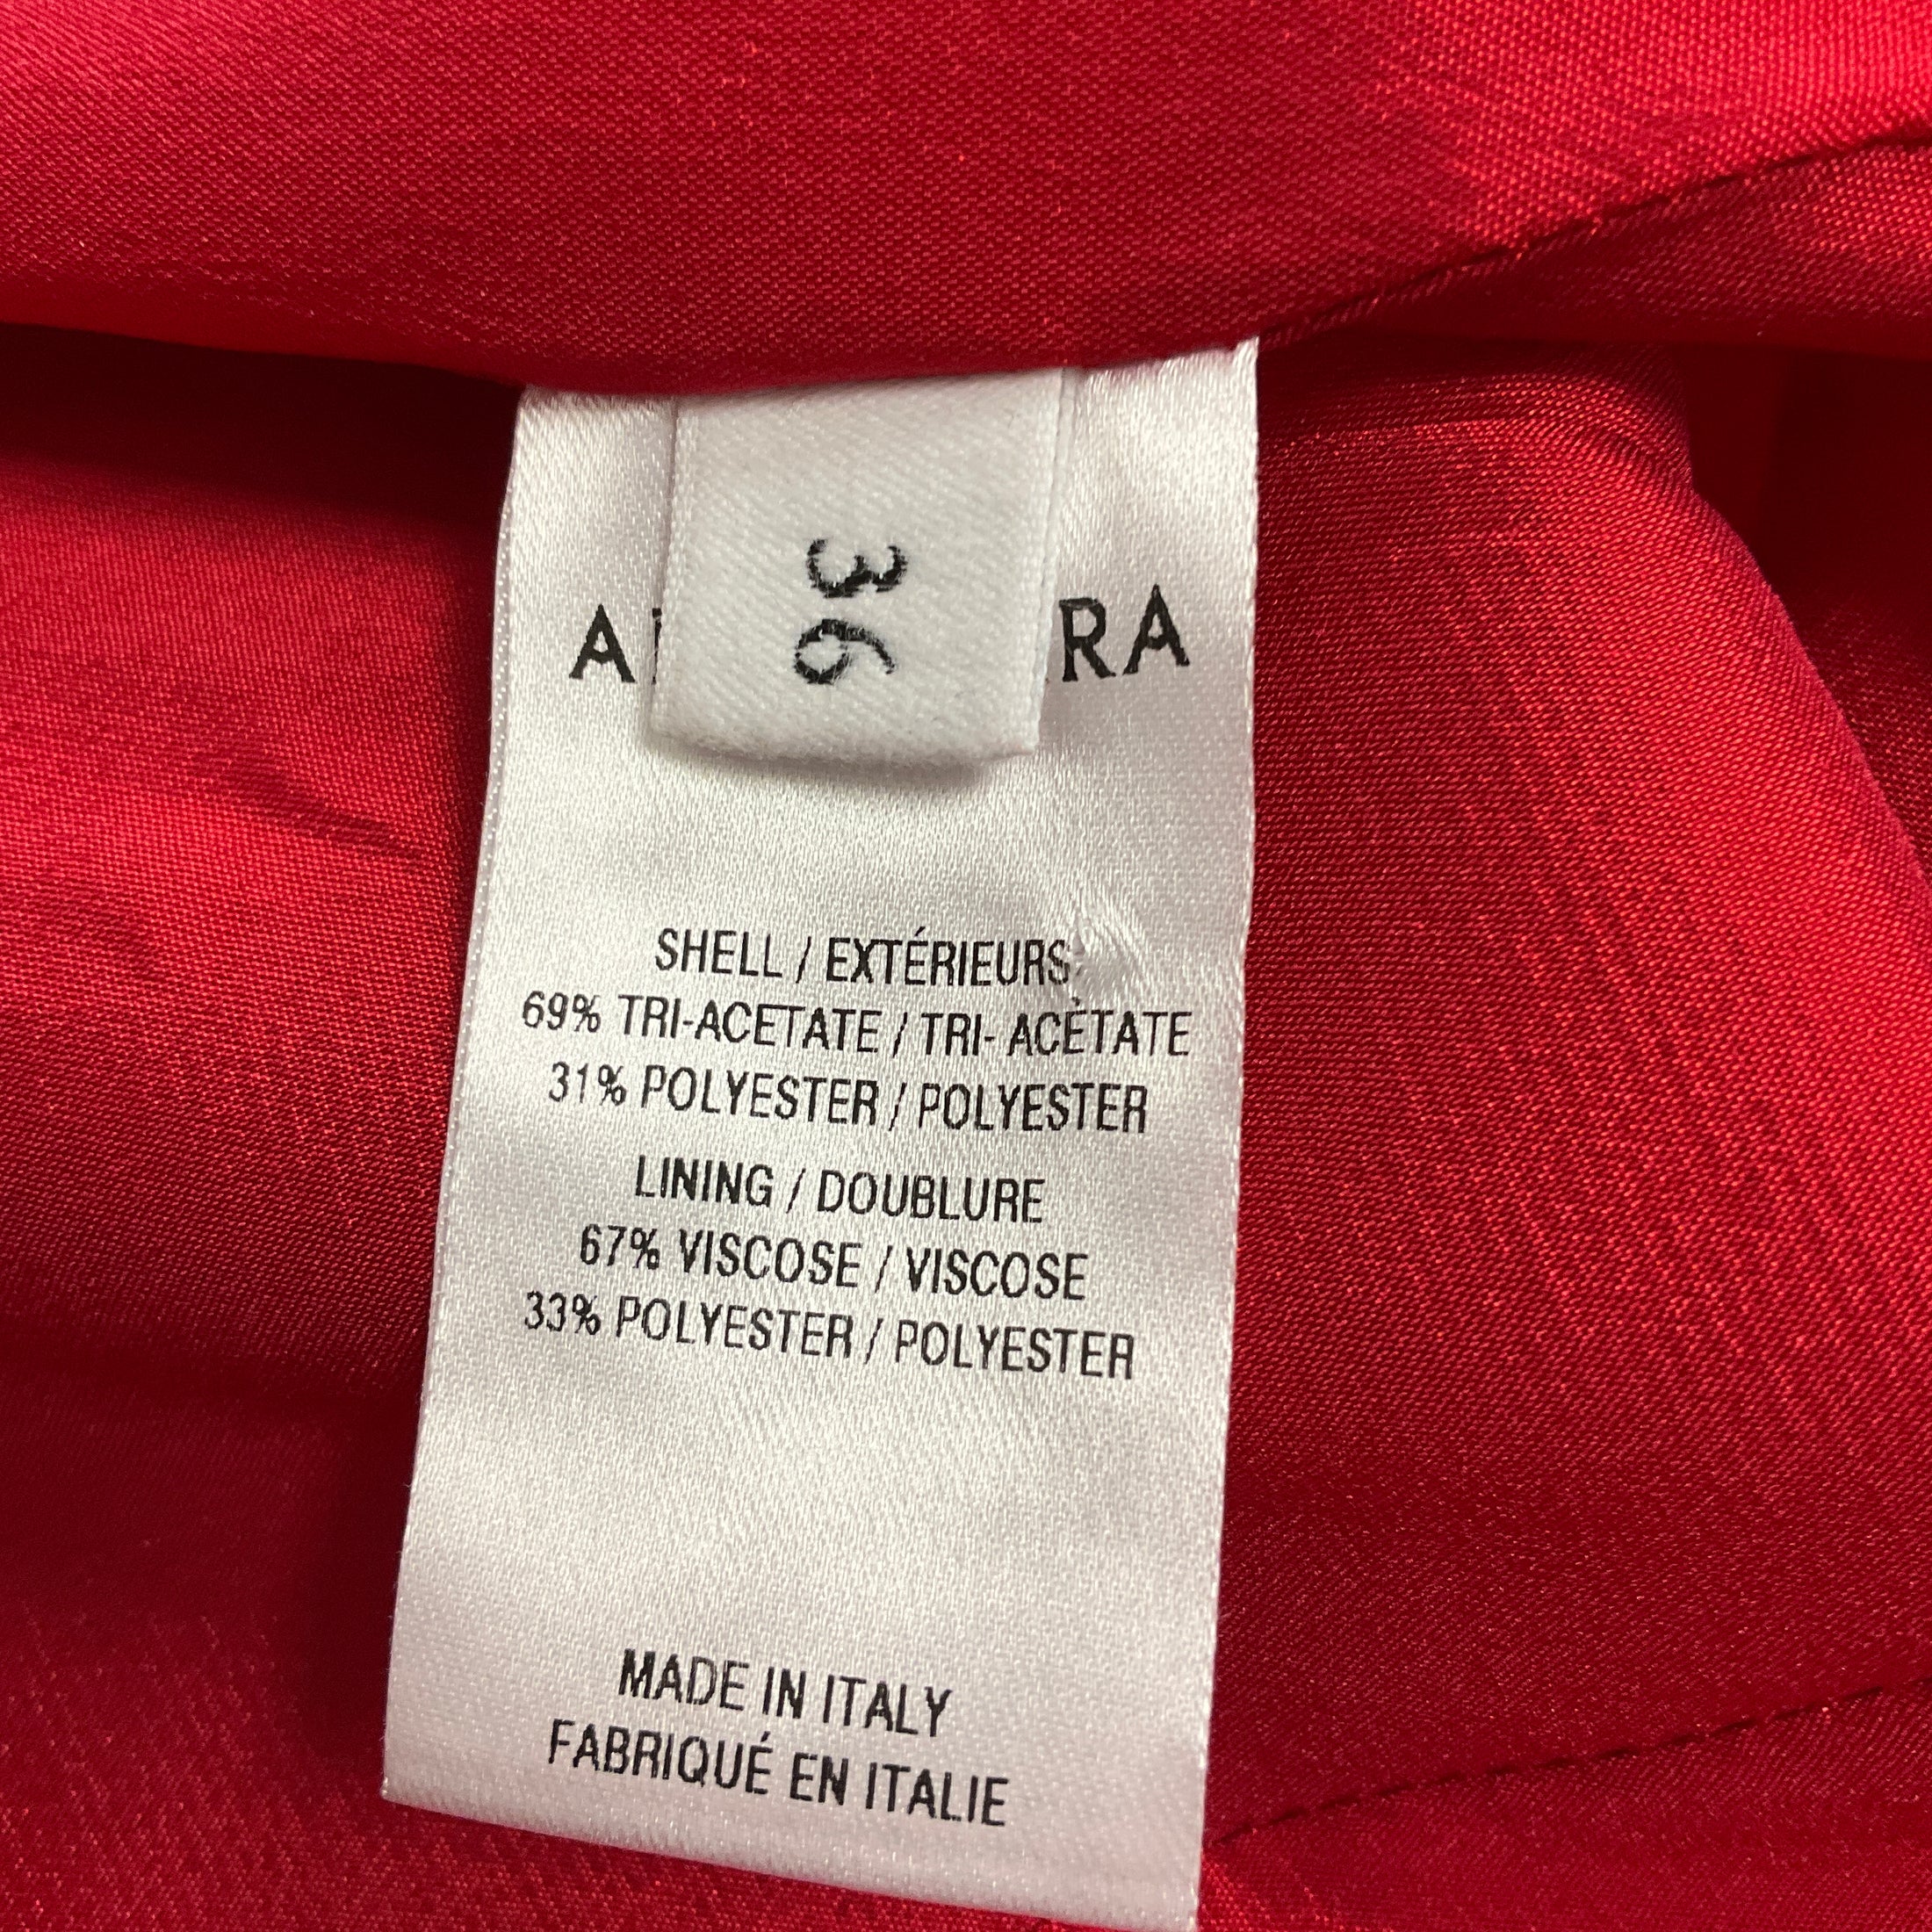 36
SHELL / EXTÉRIEURS
69% TRI-ACETATE / TRI- ACÈTATE
31% POLYESTER / POLYESTER
LINING / DOUBLURE
67% VISCOSE / VISCOSE
33% POLYESTER / POLYESTER
MADE IN ITALY
FABRIQUÉ EN ITALIE